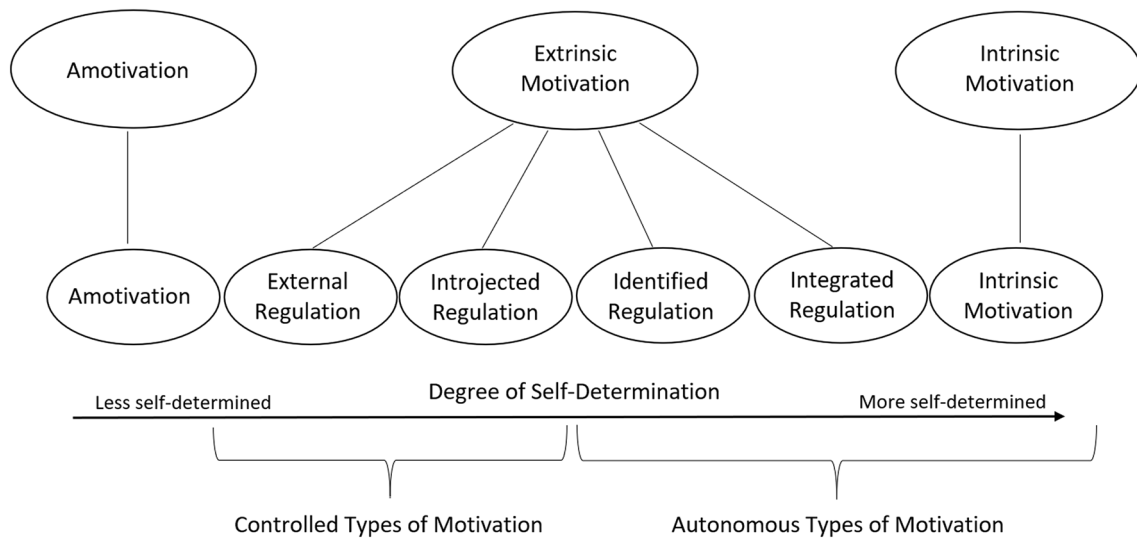 Amotivation
Extrinsic
Motivation
Intrinsic
Motivation
Amotivation
External
Regulation
Introjected
Regulation
Identified
Regulation
Integrated
Regulation
Intrinsic
Motivation
Degree of Self-Determination
Less self-determined
More self-determined
Controlled Types of Motivation
Autonomous Types of Motivation